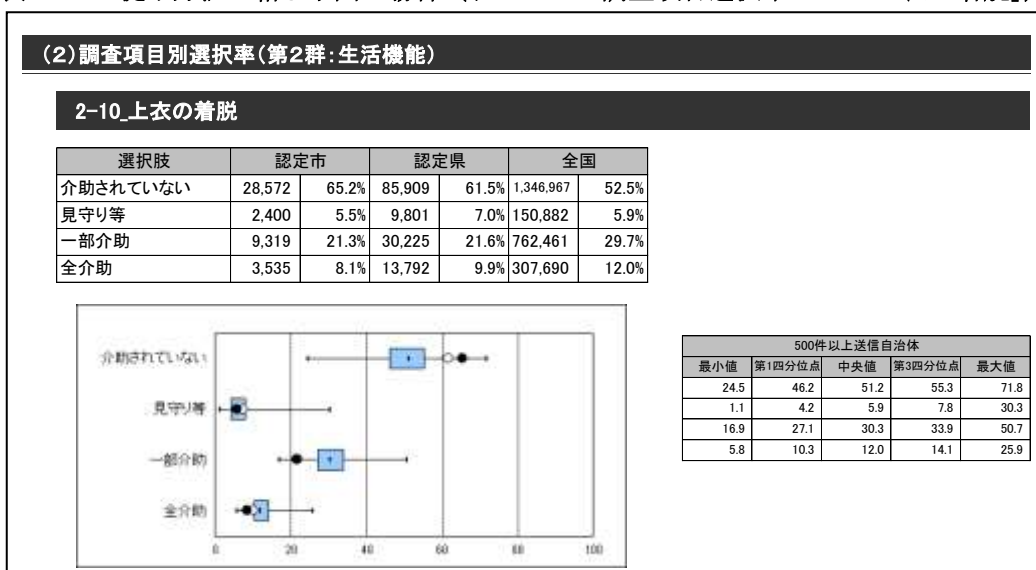 (2)調査項目別選択率(第2群:生活機能)
2-10_上衣の着脱
選択肢 認定市 認定県 全国
介助されていない 28,572 65.2% 85,909 61.5% 1,346,967 52.5%
見守り等 2,400 5.5% 9,801 7.0% 150,882 5.9%
一部介助 9,319 21.3% 30,225 21.6% 762,461 29.7%
全介助 3,535 8.1% 13,792 9.9% 307,690 12.0%
介助されていない
見守り等
一部介助
全介助
0 20 40 60 80 100
500件以上送信自治体
最小値 第1四分位点 中央値 第3四分位点 最大値
24.5 46.2 51.2 55.3 71.8
1.1 4.2 5.9 7.8 30.3
16.9 27.1 30.3 33.9 50.7
5.8 10.3 12.0 14.1 25.9